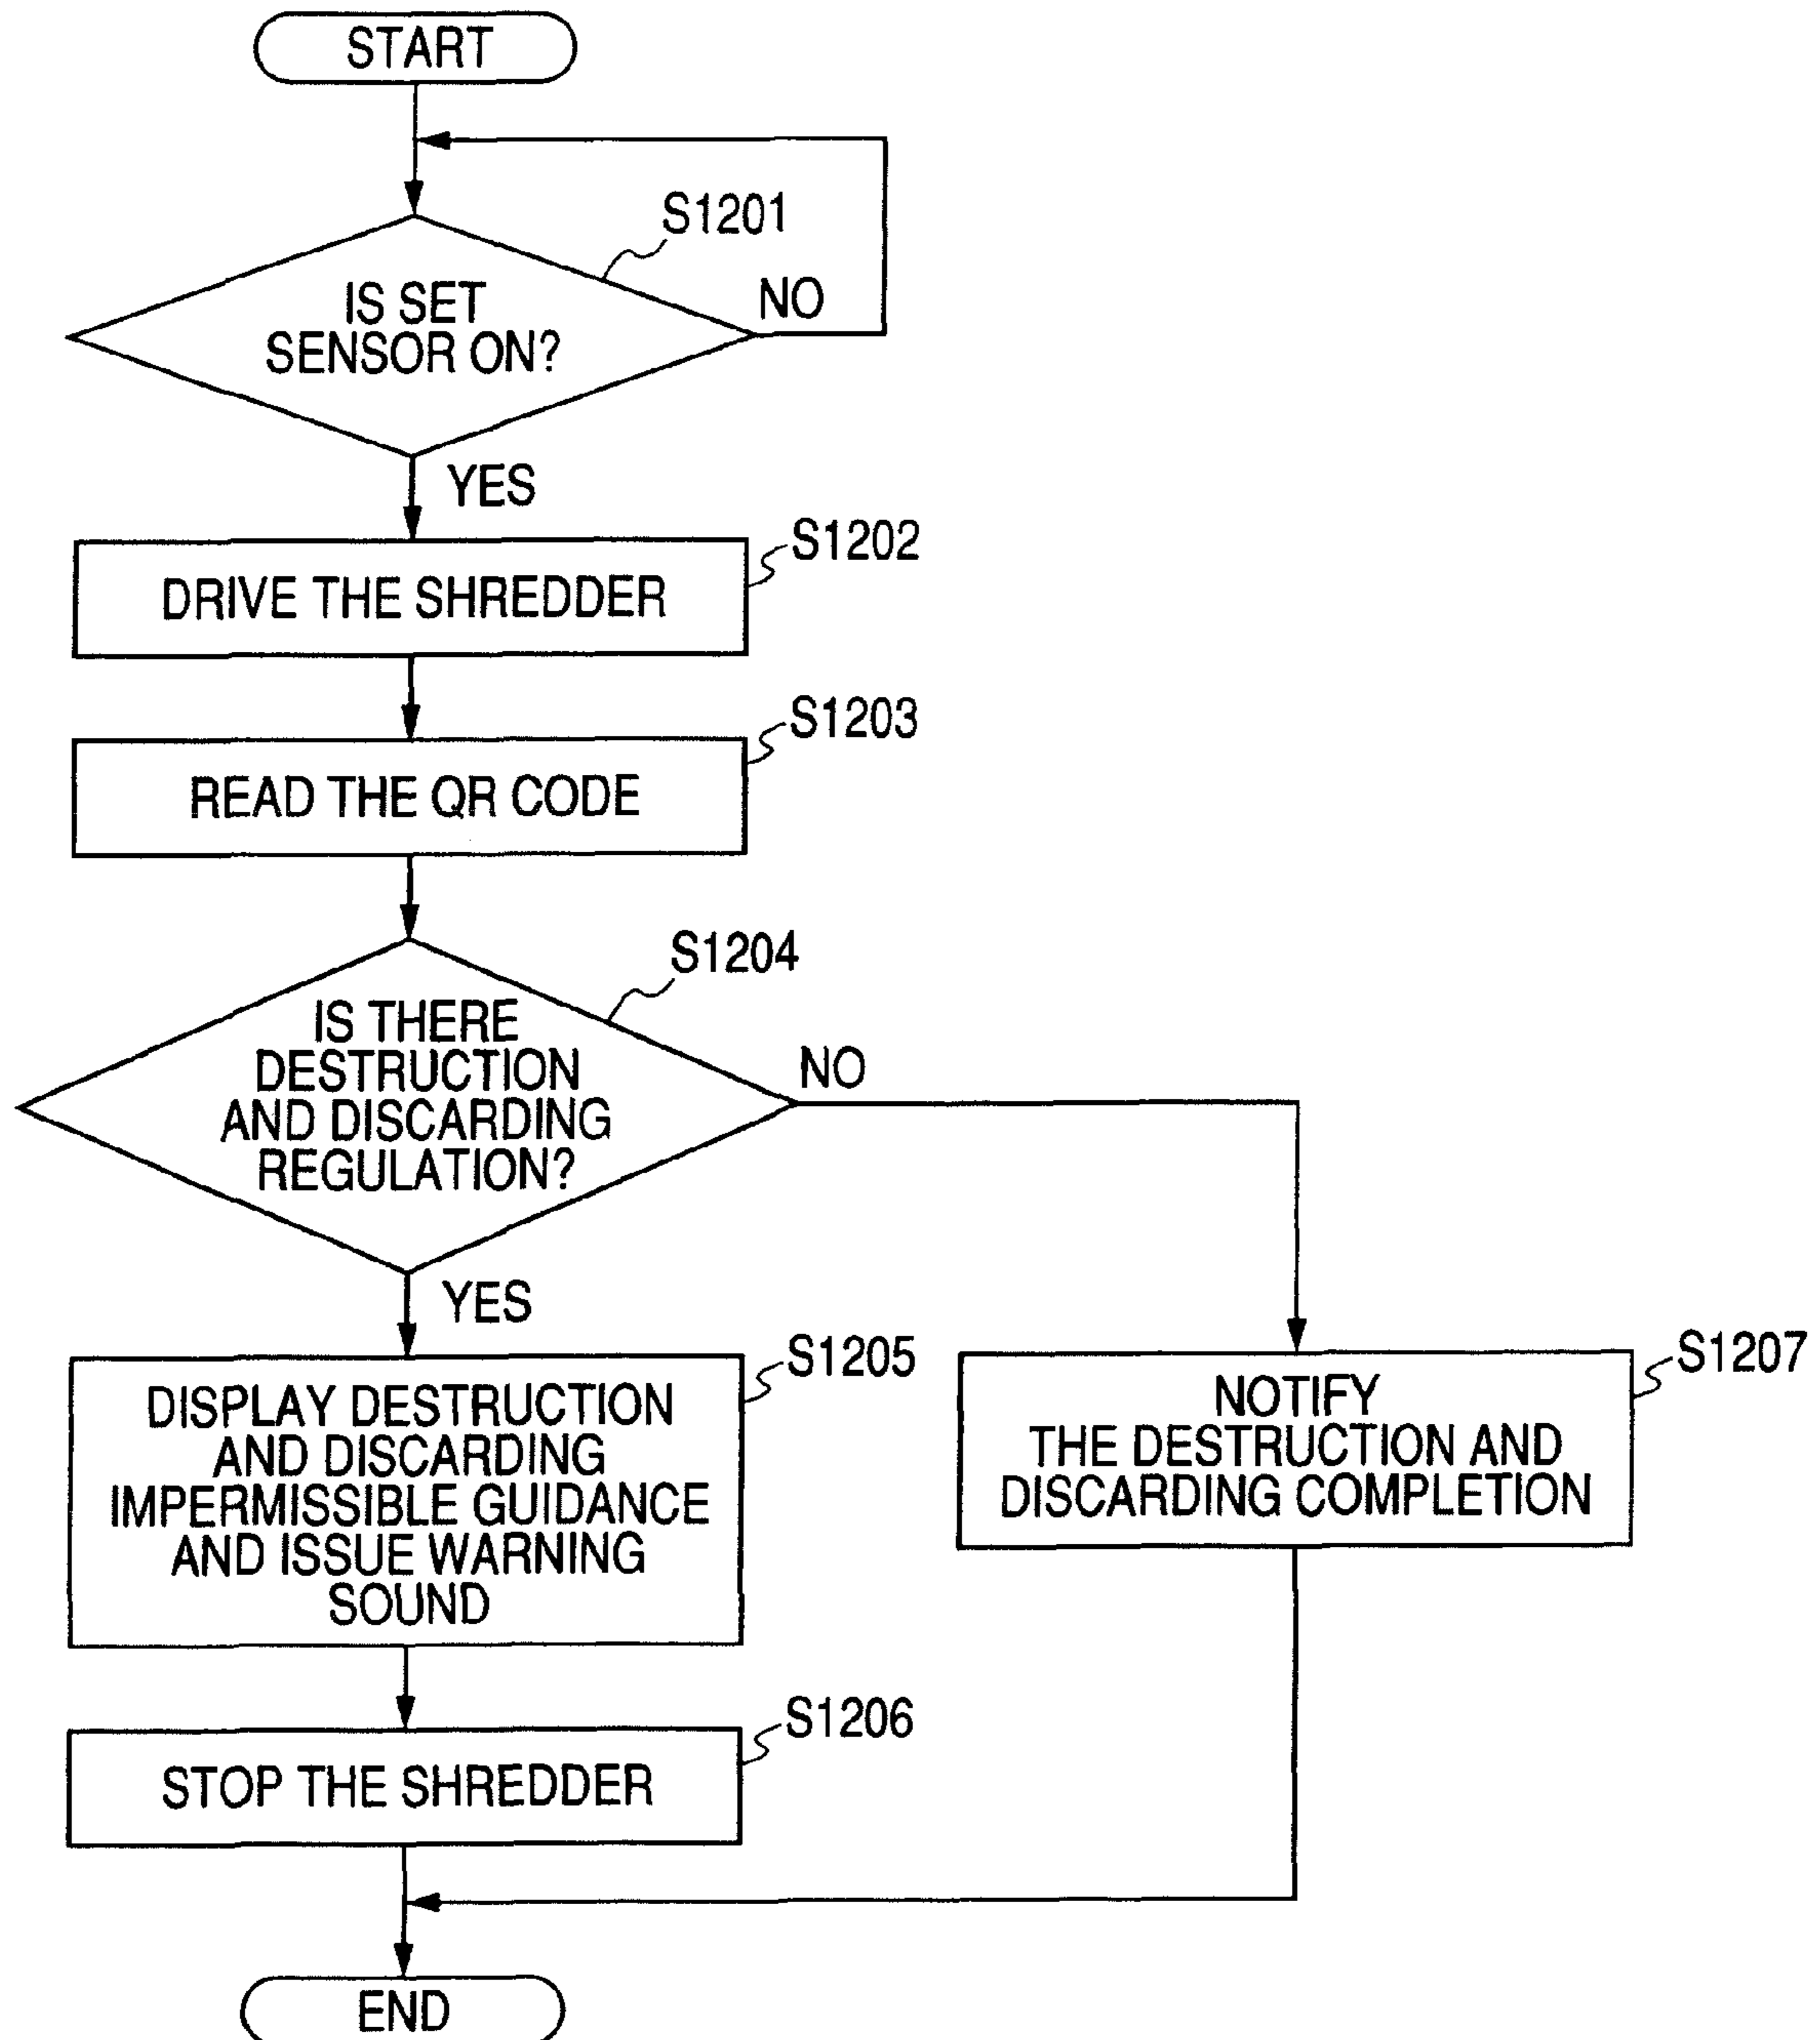 START
S1201
IS SET
SENSOR ON?
NO
YES
S1202
DRIVE THE SHREDDER
S1203
READ THE QR CODE
S1204
IS THERE
DESTRUCTION
AND DISCARDING
REGULATION?
NO
YES
S1205
DISPLAY DESTRUCTION
AND DISCARDING
IMPERMISSIBLE GUIDANCE
AND ISSUE WARNING
SOUND
S1207
NOTIFY
THE DESTRUCTION AND
DISCARDING COMPLETION
S1206
STOP THE SHREDDER
END